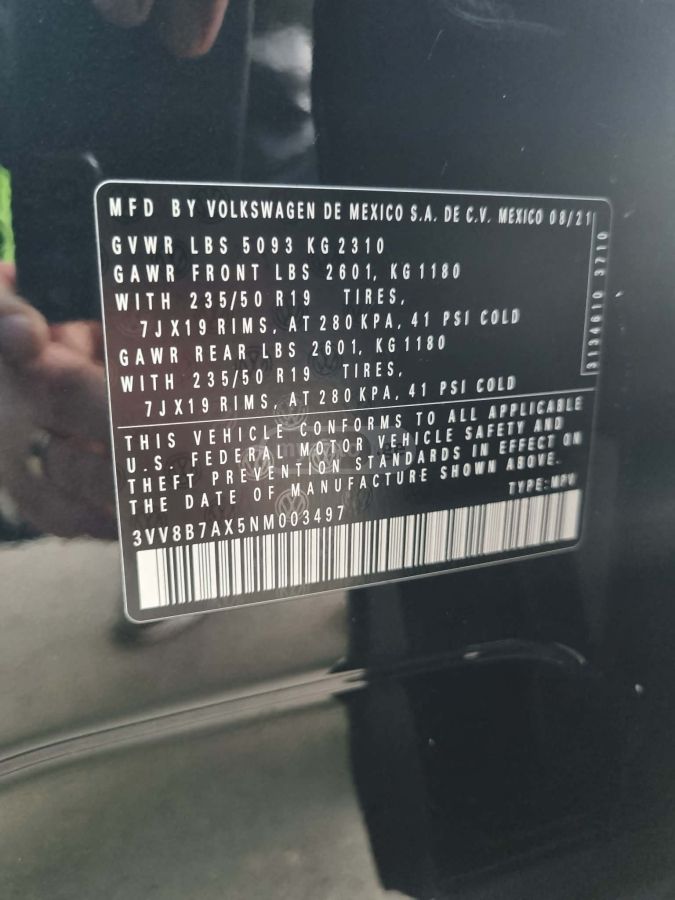 MFD BY VOLKSWAGEN DE MEXICO S.A. DE C.V. MEXICO 08/21
GVWR LBS 5093 KG 2310
GAWR FRONT LBS 2601, KG 1180
WITH 235/50 R19 TIRES,
7JX19 RIMS, AT 280 KPA, 41 PSI COLD
GAWR REAR LBS 2601, KG 1180
WITH 235/50 R19 TIRES,
7JX19 RIMS, AT 280 KPA, 41 PSI COLD
3134610 3710
THIS VEHICLE CONFORMS TO ALL APPLICABLE
U.S. FEDERAL MOTOR VEHICLE SAFETY AND
THEFT PREVENTION STANDARDS IN EFFECT ON
THE DATE OF MANUFACTURE SHOWN ABOVE.
3VV8B7AX5NM003497 TYPE: MPV